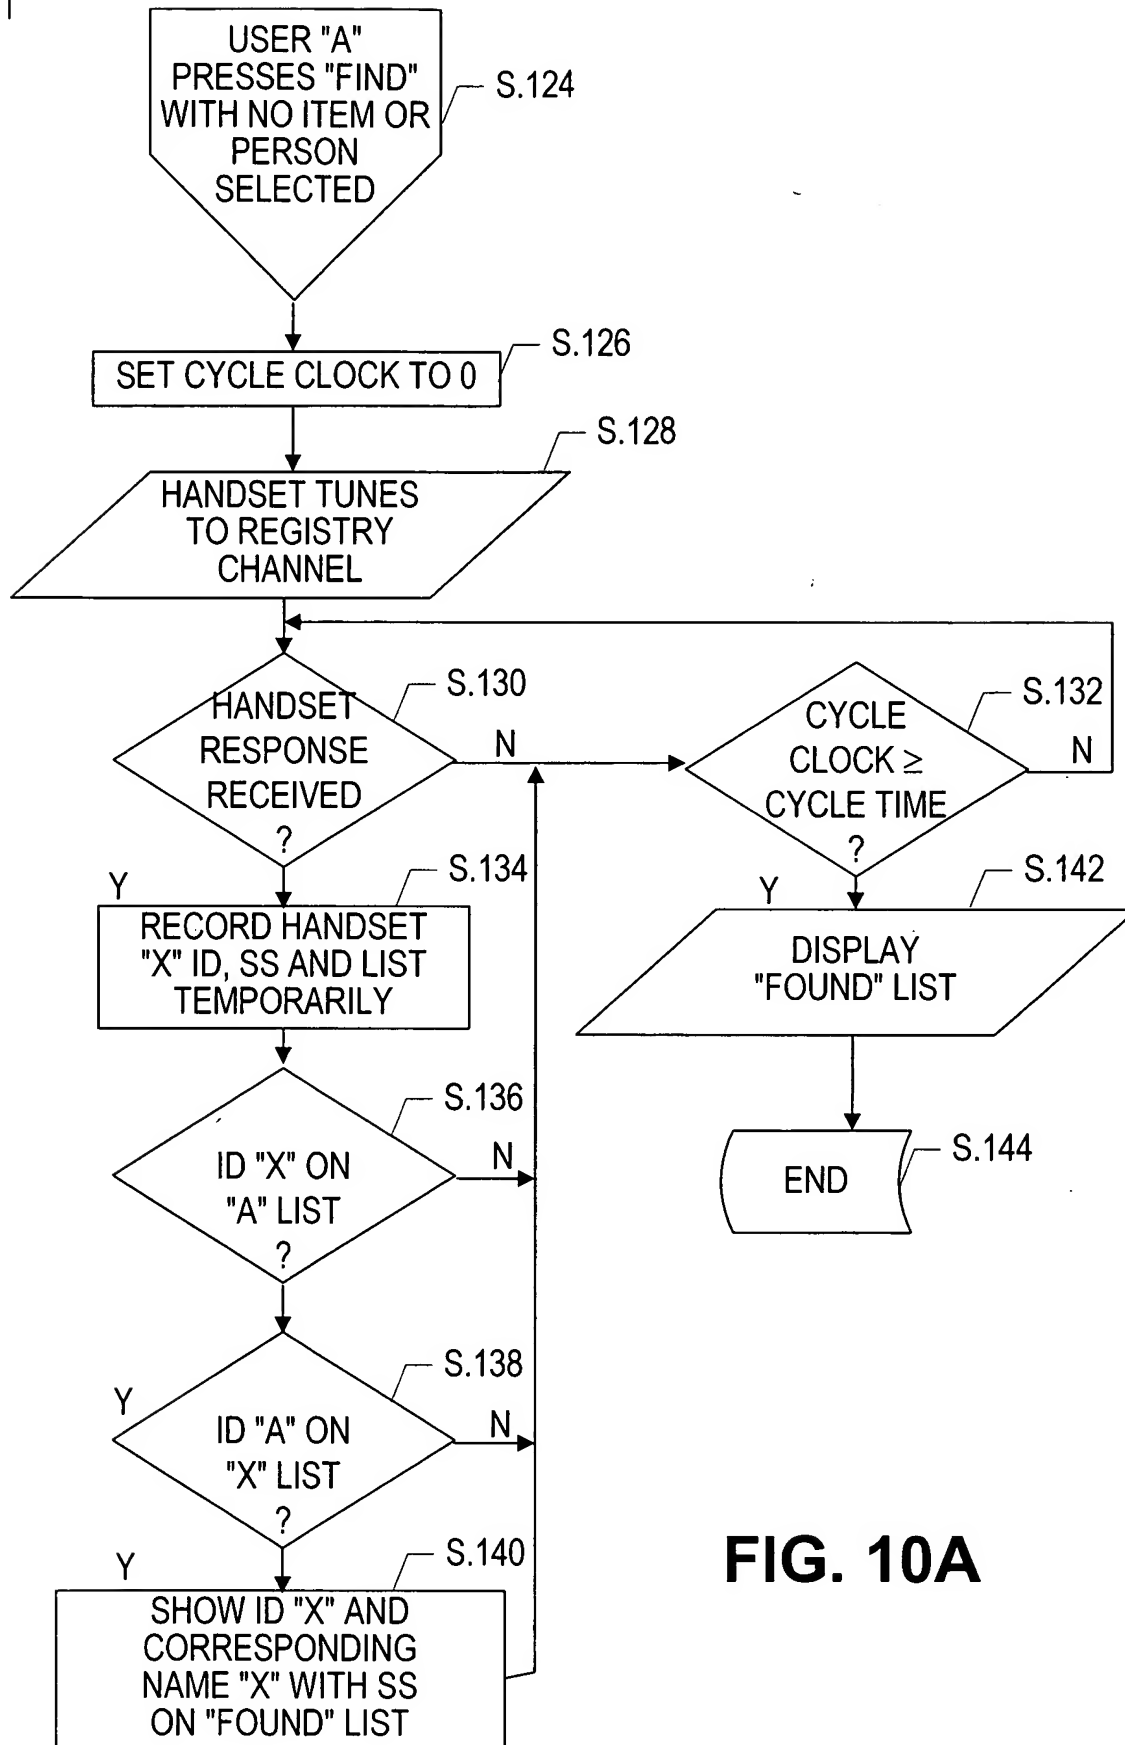 USER "A"
PRESSES "FIND"
WITH NO ITEM OR
PERSON
SELECTED
S.124
SET CYCLE CLOCK TO 0
S.126
HANDSET TUNES
TO REGISTRY
CHANNEL
S.128
HANDSET
RESPONSE
RECEIVED
?
S.130
N
Y
CYCLE
CLOCK ≥
CYCLE TIME
?
S.132
N
Y
RECORD HANDSET
"X" ID, SS AND LIST
TEMPORARILY
S.134
DISPLAY
"FOUND" LIST
S.142
ID "X" ON
"A" LIST
?
S.136
N
Y
END
S.144
ID "A" ON
"X" LIST
?
S.138
N
Y
SHOW ID "X" AND
CORRESPONDING
NAME "X" WITH SS
ON "FOUND" LIST
S.140
FIG. 10A